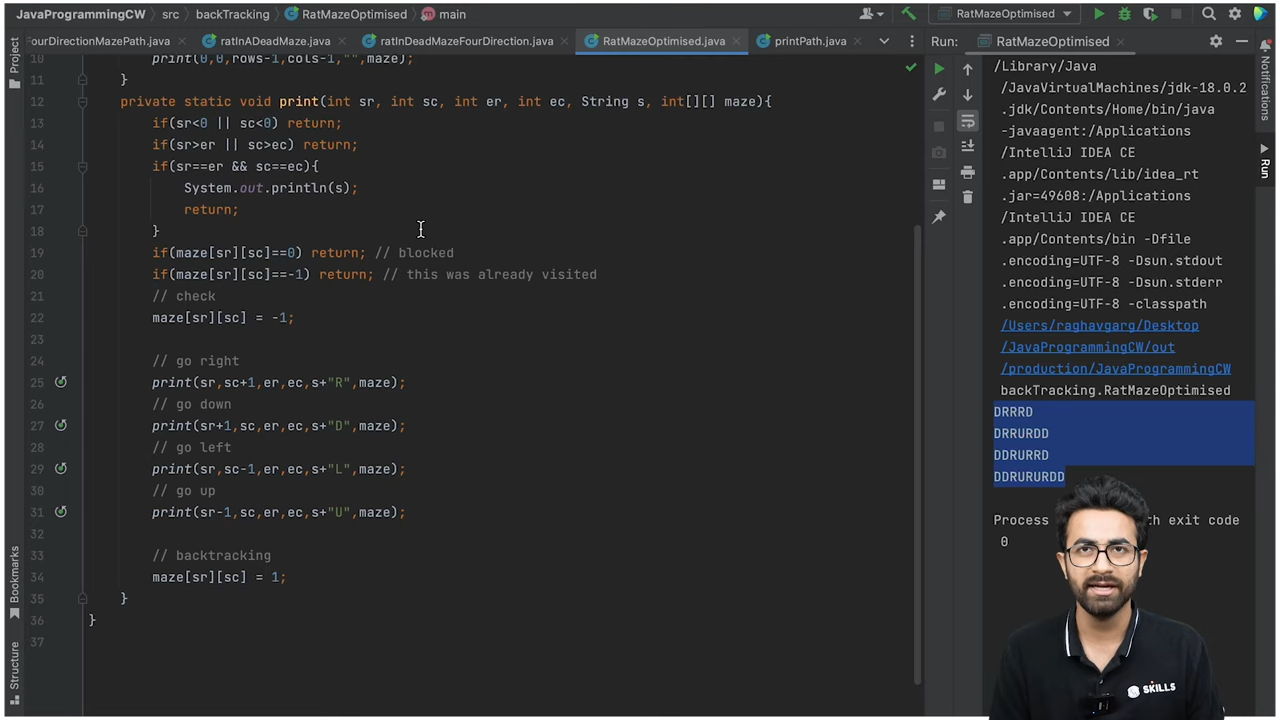 JavaProgrammingCW
src
backTracking
RatMazeOptimised
main
RatMazeOptimised
Project
Bookmarks
Structure
ourDirectionMazePath.java
ratInADeadMaze.java
ratInDeadMazeFourDirection.java
RatMazeOptimised.java
printPath.java
10 print(0,0,rows-1,cols-1,"",maze);
11 }
12 private static void print(int sr, int sc, int er, int ec, String s, int[][] maze){
13 if(sr<0 || sc<0) return;
14 if(sr>er || sc>ec) return;
15 if(sr==er && sc==ec){
16 System.out.println(s);
17 return;
18 }
19 if(maze[sr][sc]==0) return; // blocked
20 if(maze[sr][sc]==-1) return; // this was already visited
21 // check
22 maze[sr][sc] = -1;
23
24 // go right
25 print(sr,sc+1,er,ec,s+"R",maze);
26 // go down
27 print(sr+1,sc,er,ec,s+"D",maze);
28 // go left
29 print(sr,sc-1,er,ec,s+"L",maze);
30 // go up
31 print(sr-1,sc,er,ec,s+"U",maze);
32
33 // backtracking
34 maze[sr][sc] = 1;
35 }
36 }
37
Run:
RatMazeOptimised
/Library/Java
/JavaVirtualMachines/jdk-18.0.2
.jdk/Contents/Home/bin/java
-javaagent:/Applications
/IntelliJ IDEA CE
.app/Contents/lib/idea_rt
.jar=49608:/Applications
/IntelliJ IDEA CE
.app/Contents/bin -Dfile
.encoding=UTF-8 -Dsun.stdout
.encoding=UTF-8 -Dsun.stderr
.encoding=UTF-8 -classpath
/Users/raghavgarg/Desktop
/JavaProgrammingCW/out
/production/JavaProgrammingCW
backTracking.RatMazeOptimised
DRRRD
DRRURDD
DDRURRD
DDRURURDD
Process
th exit code
0
Notifications
Run
SKILLS